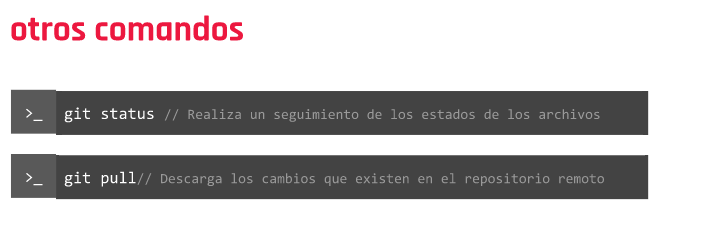 otros comandos
>_ git status // Realiza un seguimiento de los estados de los archivos
>_ git pull// Descarga los cambios que existen en el repositorio remoto